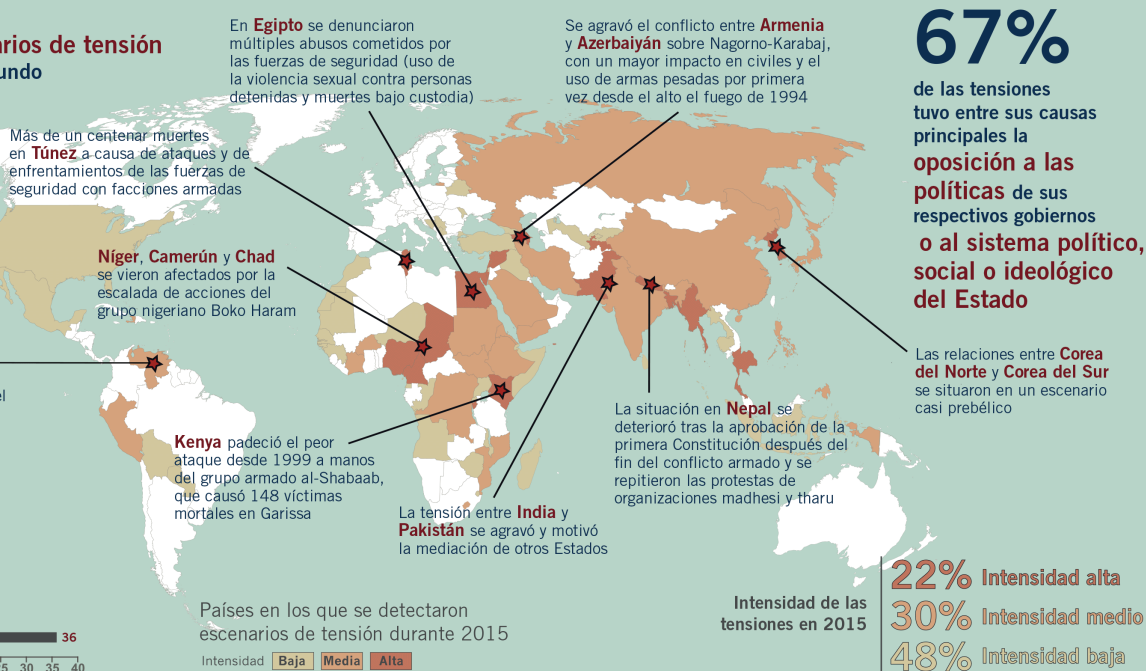 rios de tensión
undo
En Egipto se denunciaron
múltiples abusos cometidos por
las fuerzas de seguridad (uso de
la violencia sexual contra personas
detenidas y muertes bajo custodia)
Se agravó el conflicto entre Armenia
y Azerbaiyán sobre Nagorno-Karabaj,
con un mayor impacto en civiles y el
uso de armas pesadas por primera
vez desde el alto el fuego de 1994
67%
de las tensiones
tuvo entre sus causas
principales la
oposición a las
políticas de sus
respectivos gobiernos
o al sistema político,
social o ideológico
del Estado
Más de un centenar muertes
en Túnez a causa de ataques y de
enfrentamientos de las fuerzas de
seguridad con facciones armadas
Níger, Camerún y Chad
se vieron afectados por la
escalada de acciones del
grupo nigeriano Boko Haram
el
Las relaciones entre Corea
del Norte y Corea del Sur
se situaron en un escenario
casi prebélico
Kenya padeció el peor
ataque desde 1999 a manos
del grupo armado al-Shabaab,
que causó 148 víctimas
mortales en Garissa
La situación en Nepal se
deterioró tras la aprobación de la
primera Constitución después del
fin del conflicto armado y se
repitieron las protestas de
organizaciones madhesi y tharu
La tensión entre India y
Pakistán se agravó y motivó
la mediación de otros Estados
Intensidad de las
tensiones en 2015
22% Intensidad alta
30% Intensidad medio
48% Intensidad baja
Países en los que se detectaron
escenarios de tensión durante 2015
Intensidad Baja Media Alta
36
5 30 35 40